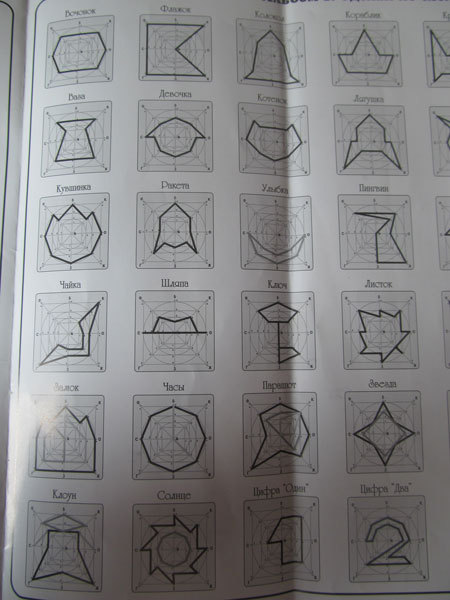 Бочонок Флажок Колокол Кораблик
Ваза Девочка Котенок Лягушка
Кувшинка Ракета Улыбка Пингвин
Чайка Шляпа Ключ Листок
Замок Часы Парашют Звезда
Клоун Солнце Цифра "Один" Цифра "Два"